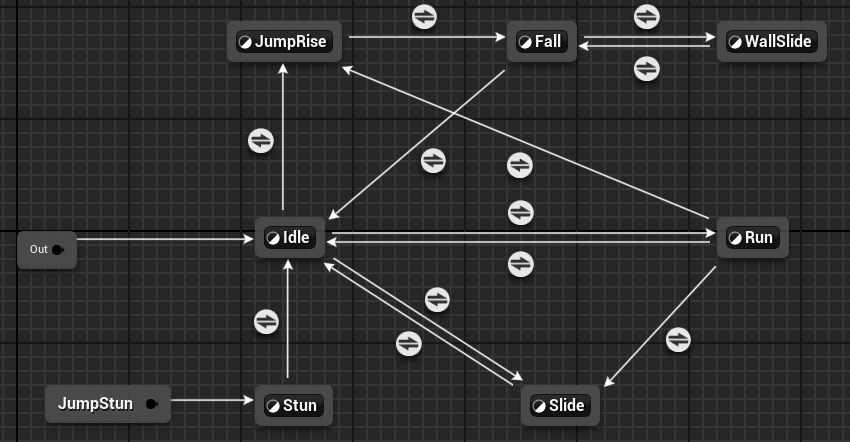 JumpRise
Fall
WallSlide
Out
Idle
Run
JumpStun
Stun
Slide